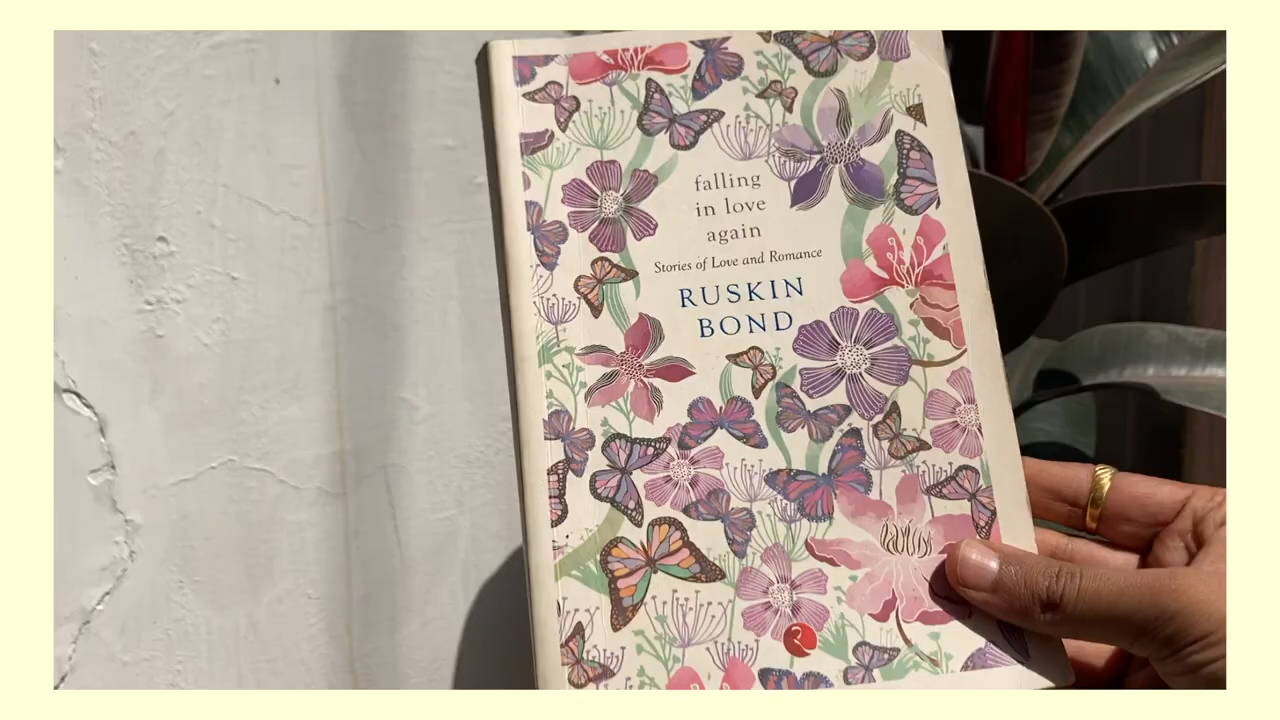 falling
in love
again
Stories of Love and Romance
RUSKIN
BOND